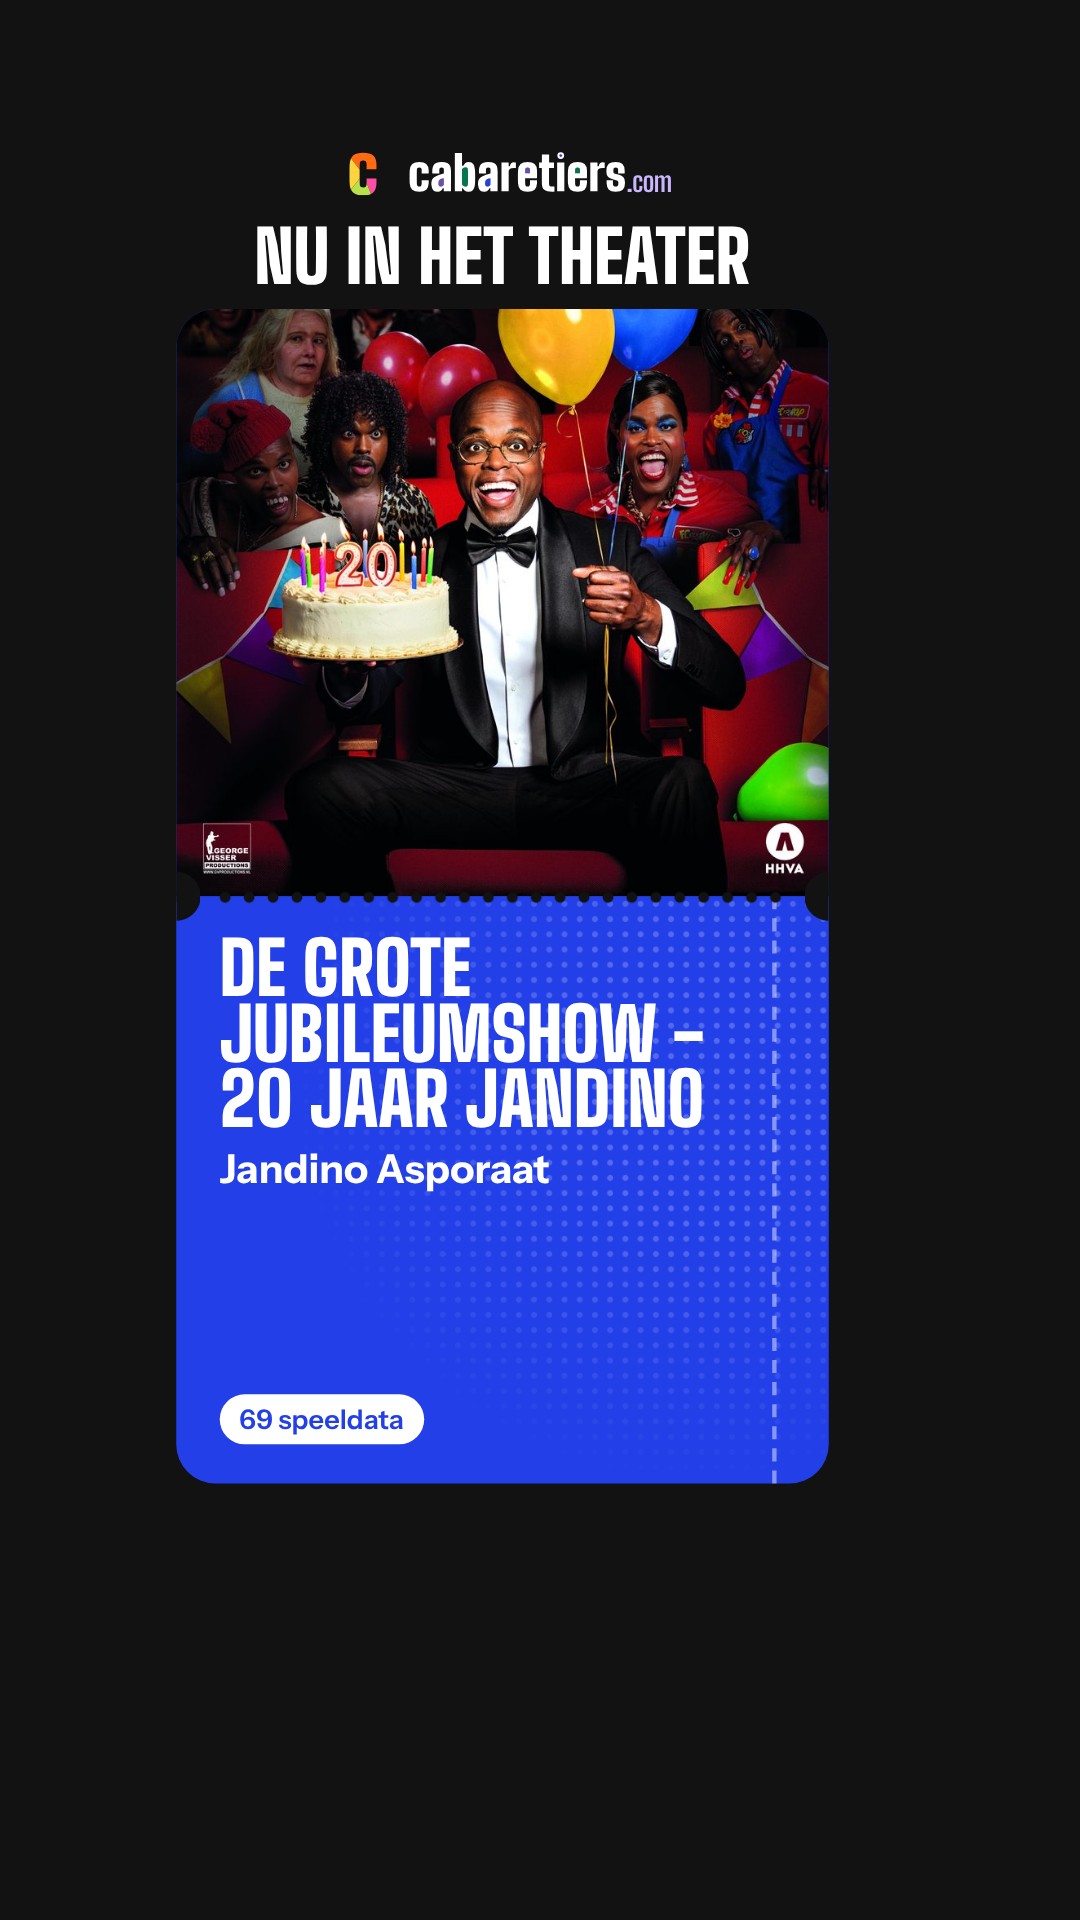 C cabaretiers.com
NU IN HET THEATER
20
GEORGE
VISSER
PRODUCTIONS
HHVA
DE GROTE
JUBILEUMSHOW –
20 JAAR JANDINO
Jandino Asporaat
69 speeldata